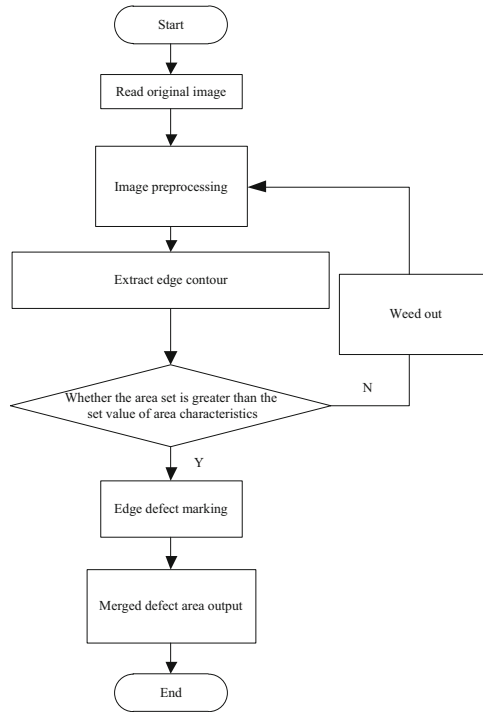 Start
Read original image
Image preprocessing
Extract edge contour
Weed out
Whether the area set is greater than the
set value of area characteristics
N
Y
Edge defect marking
Merged defect area output
End